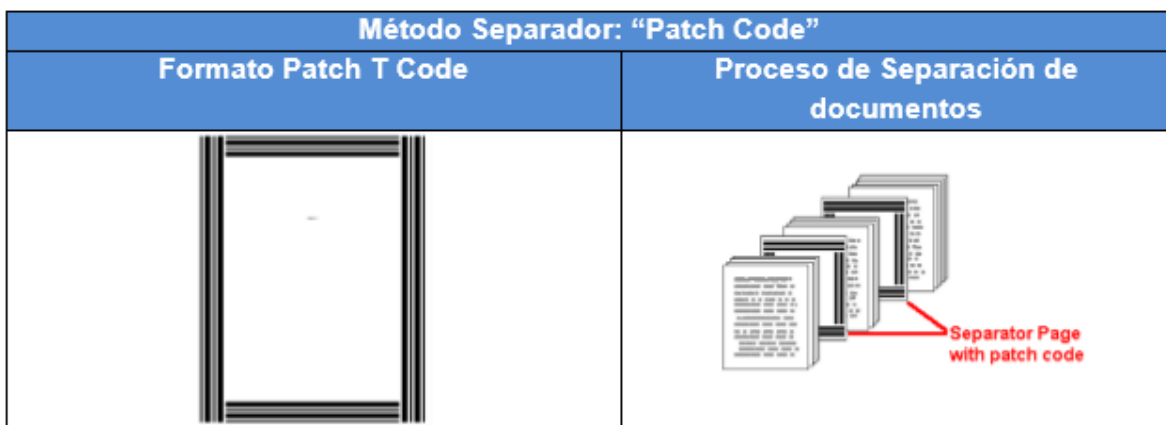 Método Separador: “Patch Code”
Formato Patch T Code
Proceso de Separación de
documentos
Separator Page
with patch code